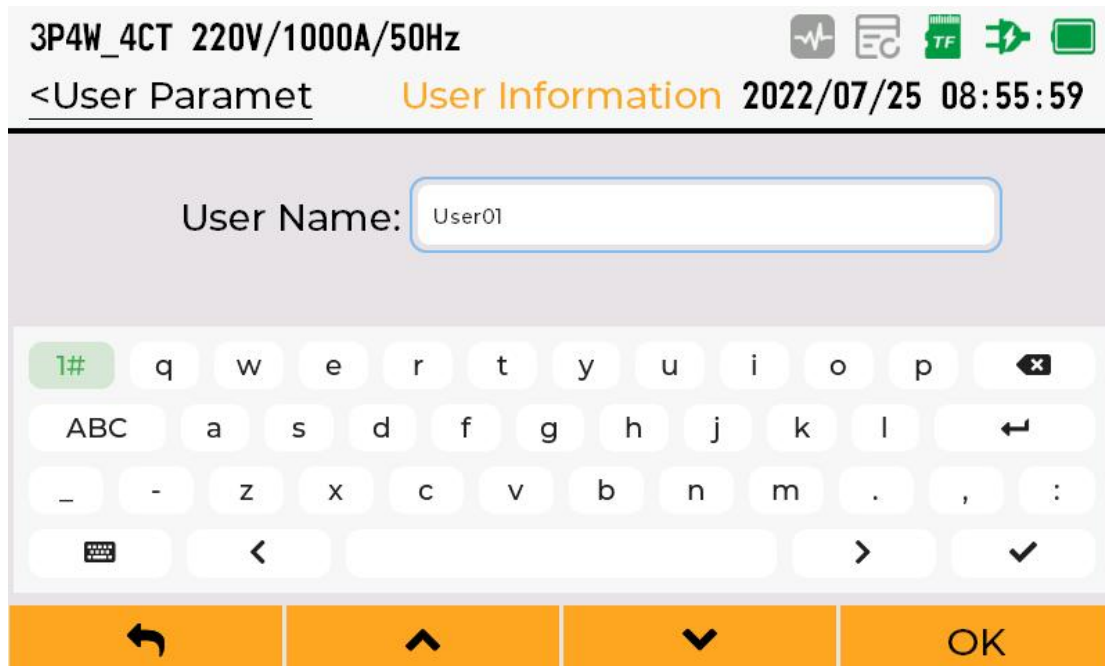 3P4W_4CT 220V/1000A/50Hz TF
<User Paramet User Information 2022/07/25 08:55:59
User Name: User01
1# q w e r t y u i o p
ABC a s d f g h j k l
_ - z x c v b n m . , :
< >
OK